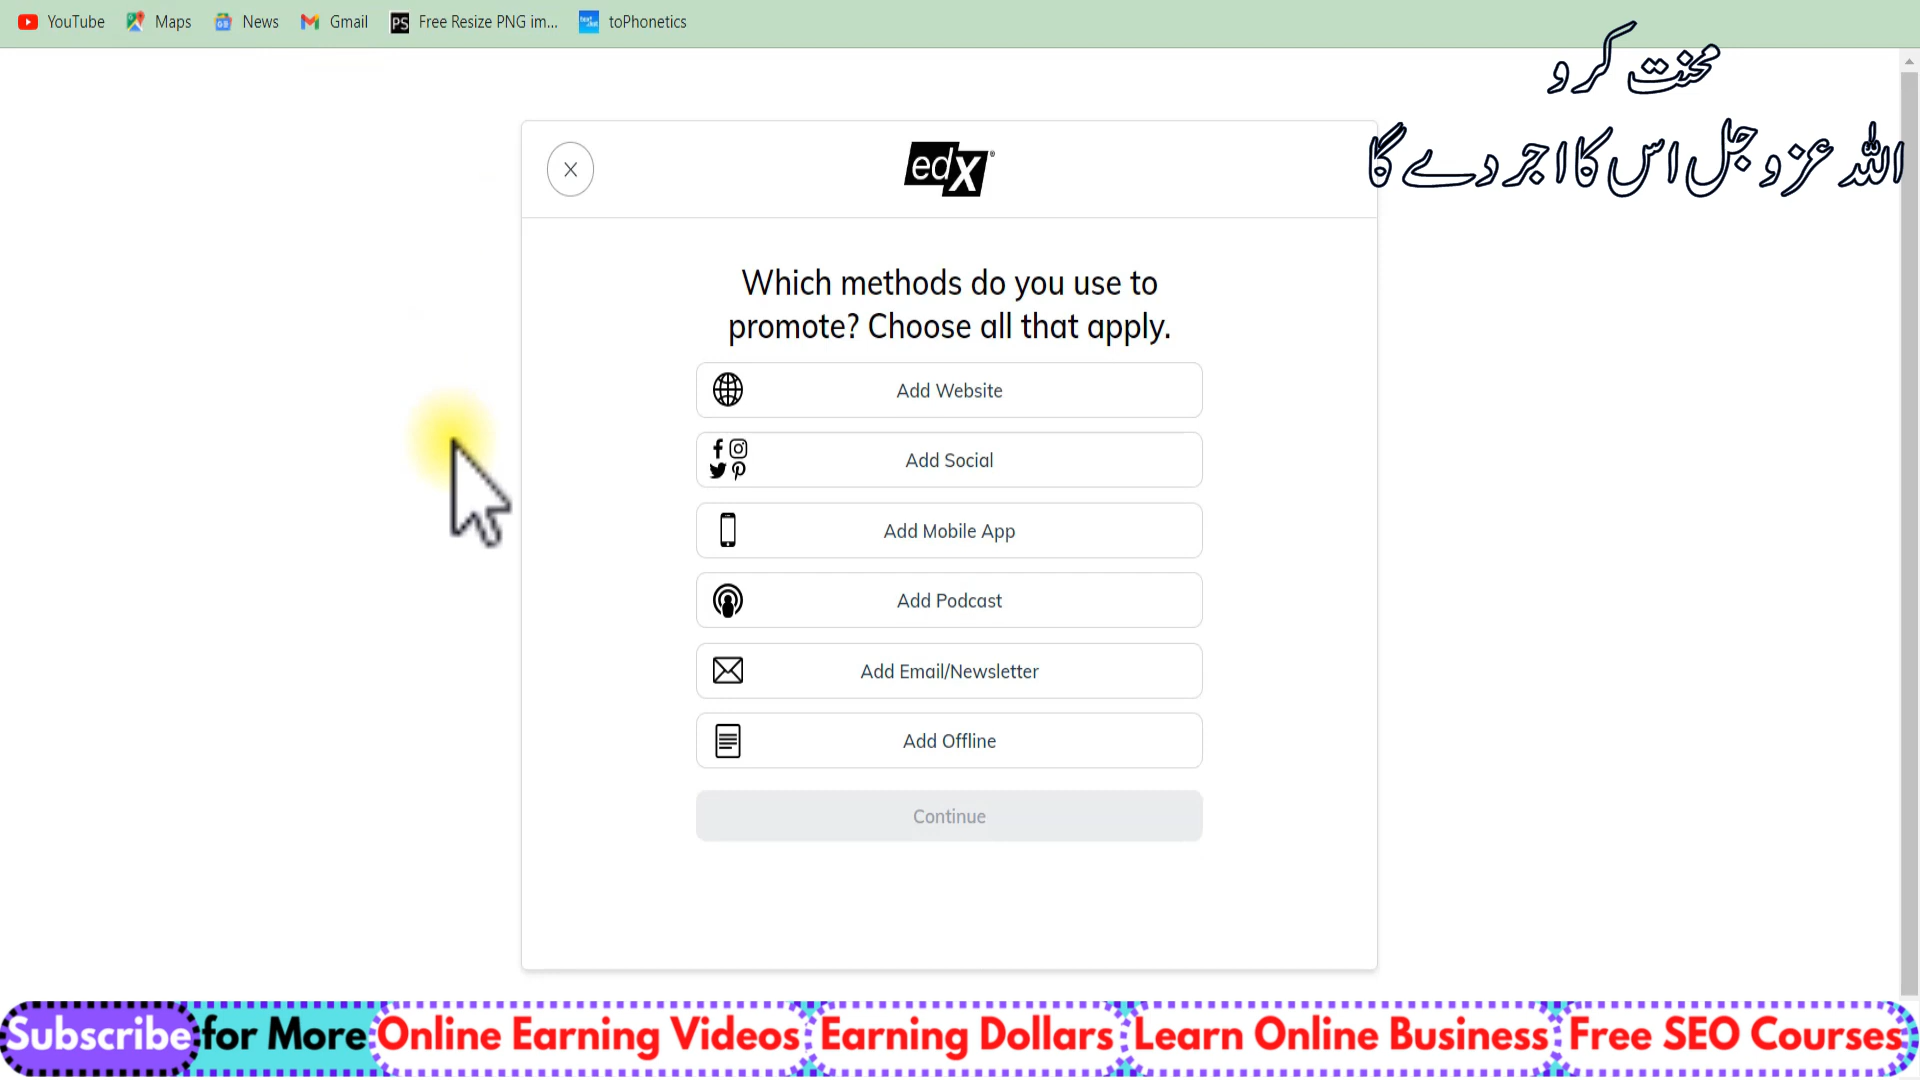 YouTube Maps News Gmail PS Free Resize PNG im... toPhonetics
محنت کرو
اللہ عزوجل اس کا اجر دے گا
edX®
Which methods do you use to
promote? Choose all that apply.
Add Website
Add Social
Add Mobile App
Add Podcast
Add Email/Newsletter
Add Offline
Continue
Subscribe for More Online Earning Videos Earning Dollars Learn Online Business Free SEO Courses